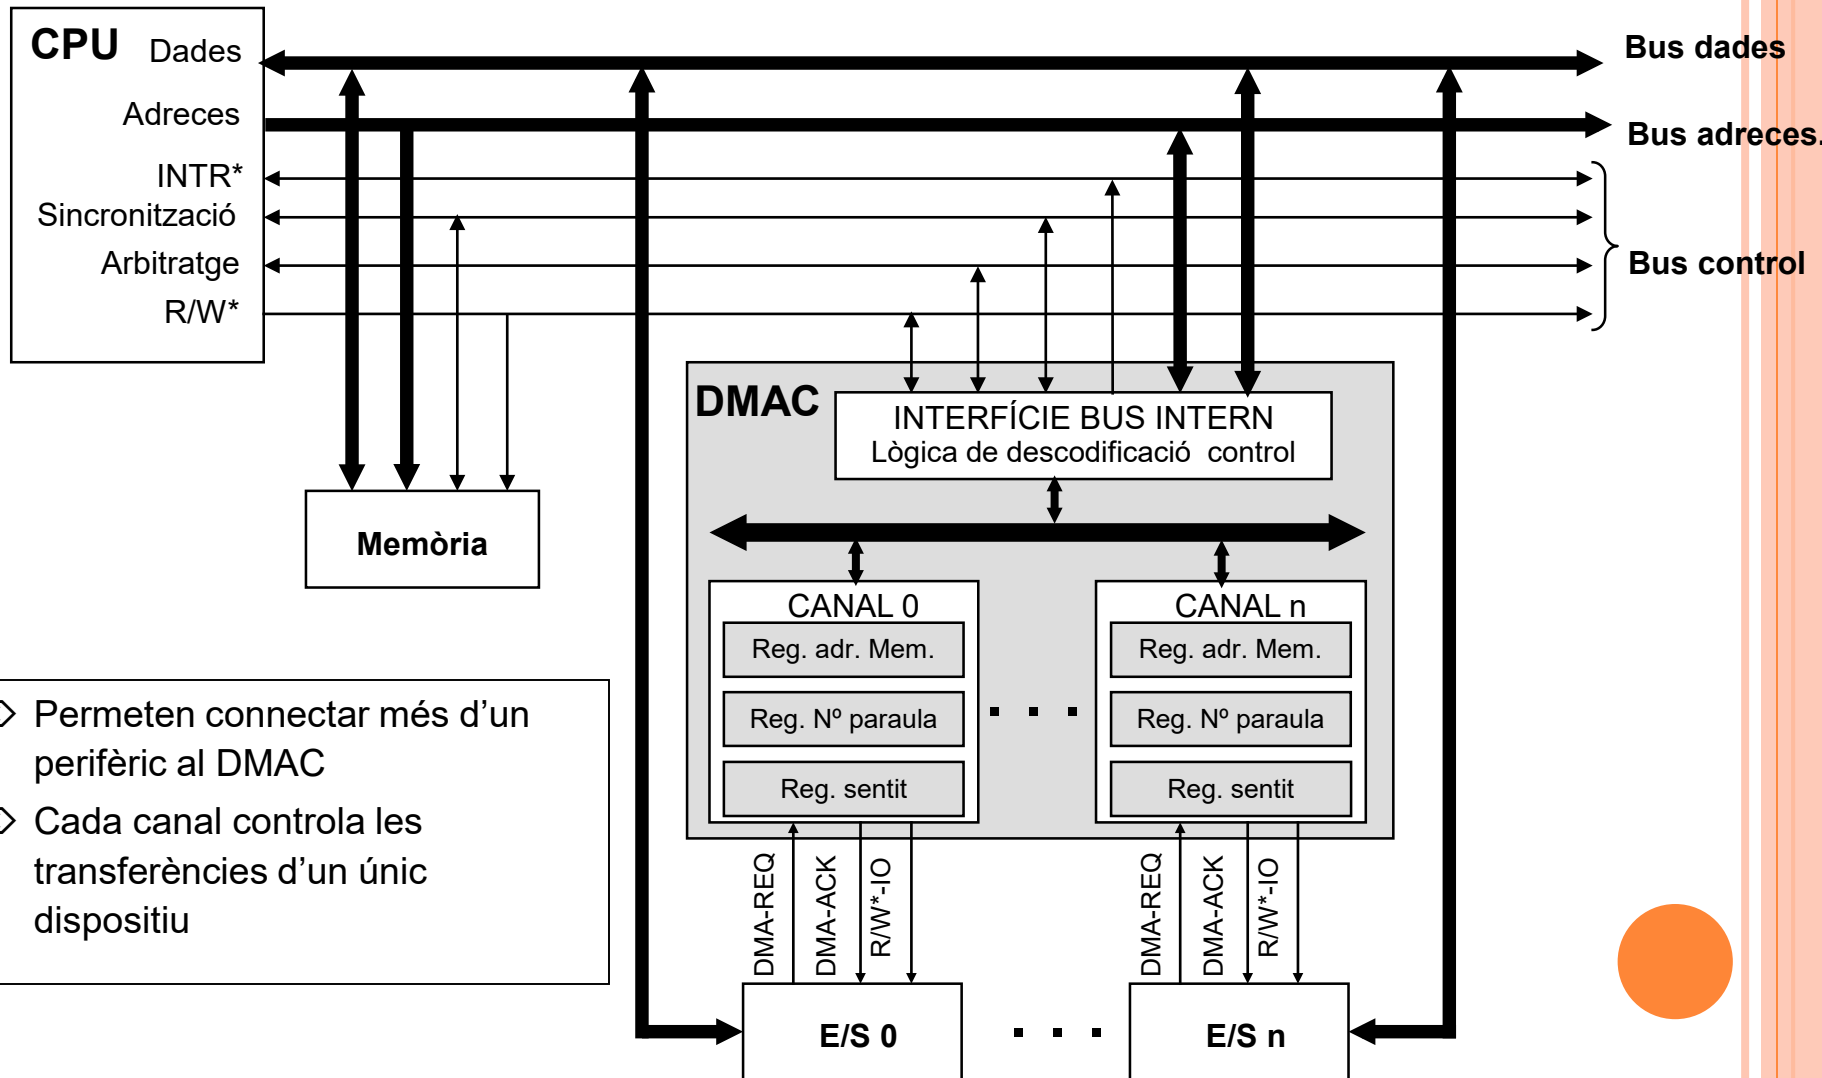 CPU
Dades
Adreces
INTR*
Sincronització
Arbitratge
R/W*
Bus dades
Bus adreces.
Bus control
DMAC
INTERFÍCIE BUS INTERN
Lògica de descodificació control
Memòria
CANAL 0
Reg. adr. Mem.
Reg. Nº paraula
Reg. sentit
CANAL n
Reg. adr. Mem.
Reg. Nº paraula
Reg. sentit
Permeten connectar més d’un
perifèric al DMAC
Cada canal controla les
transferències d’un únic
dispositiu
DMA-REQ
DMA-ACK
R/W*-IO
DMA-REQ
DMA-ACK
R/W*-IO
E/S 0
E/S n